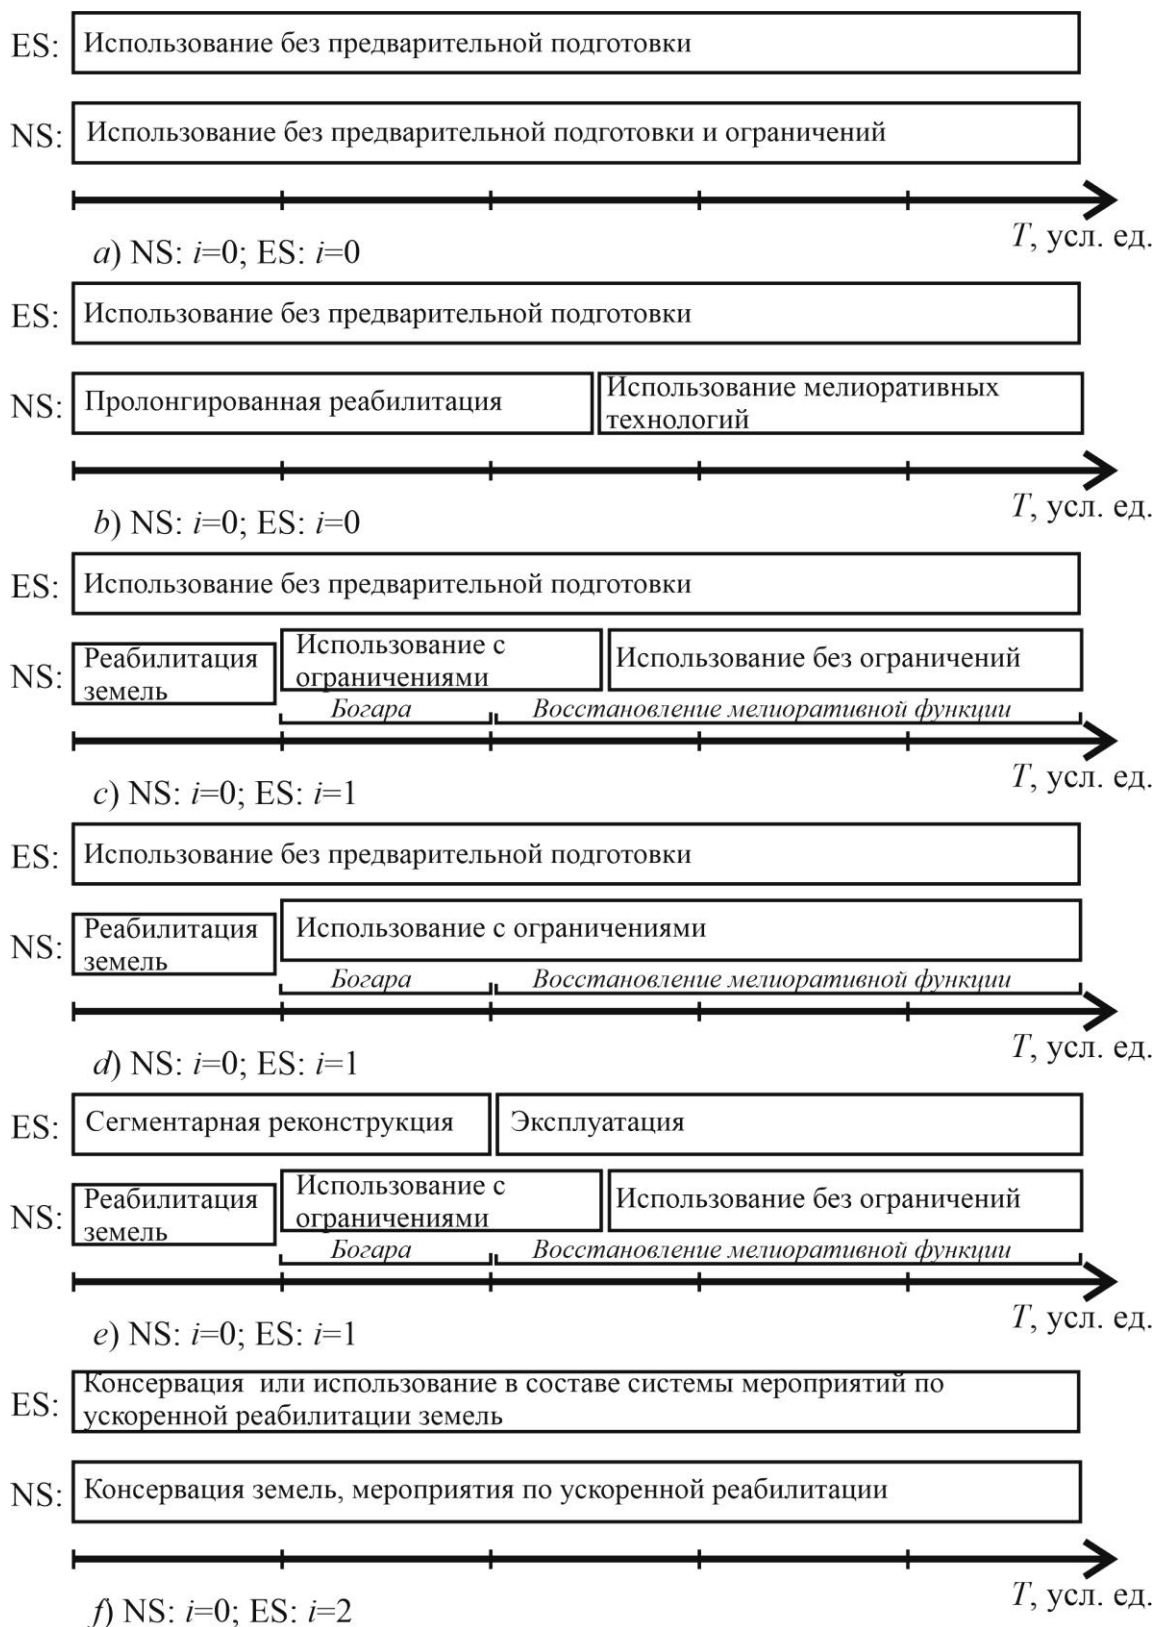 ES: Использование без предварительной подготовки
NS: Использование без предварительной подготовки и ограничений
T, усл. ед.
a) NS: i=0; ES: i=0
ES: Использование без предварительной подготовки
NS: Пролонгированная реабилитация
Использование мелиоративных
технологий
T, усл. ед.
b) NS: i=0; ES: i=0
ES: Использование без предварительной подготовки
NS: Реабилитация
земель
Использование с
ограничениями
Использование без ограничений
Богара
Восстановление мелиоративной функции
T, усл. ед.
c) NS: i=0; ES: i=1
ES: Использование без предварительной подготовки
NS: Реабилитация
земель
Использование с ограничениями
Богара
Восстановление мелиоративной функции
T, усл. ед.
d) NS: i=0; ES: i=1
ES: Сегментарная реконструкция
Эксплуатация
NS: Реабилитация
земель
Использование с
ограничениями
Использование без ограничений
Богара
Восстановление мелиоративной функции
T, усл. ед.
e) NS: i=0; ES: i=1
ES: Консервация или использование в составе системы мероприятий по
ускоренной реабилитации земель
NS: Консервация земель, мероприятия по ускоренной реабилитации
T, усл. ед.
f) NS: i=0; ES: i=2